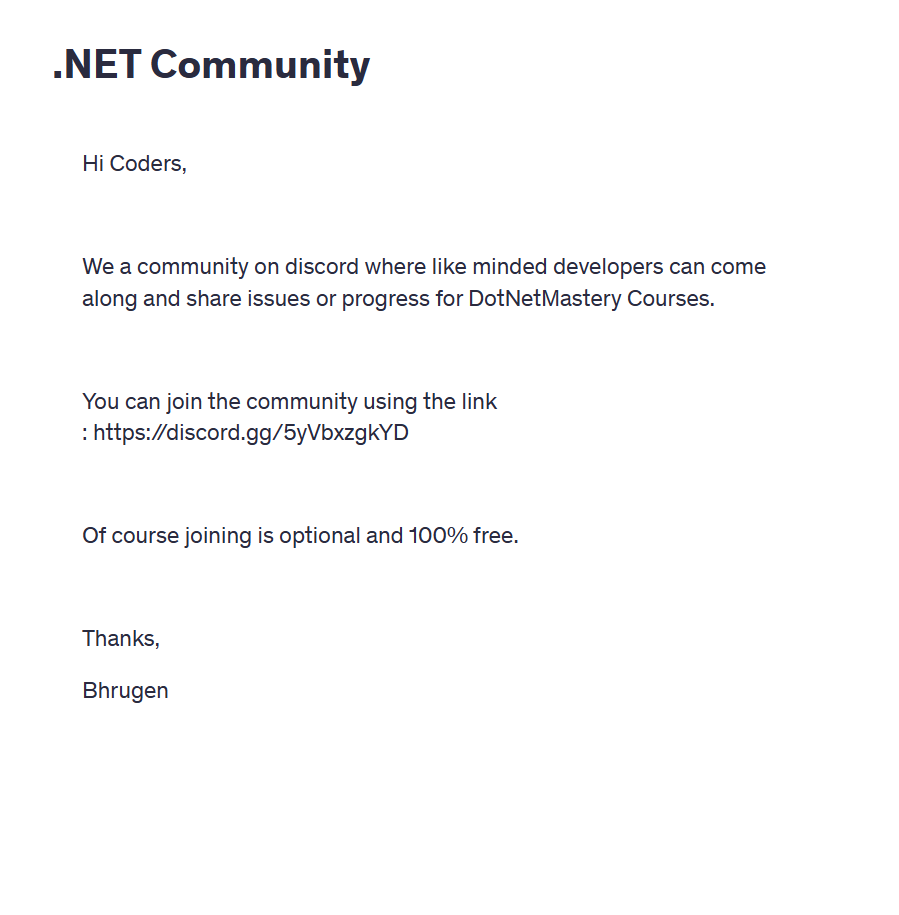 .NET Community
Hi Coders,
We a community on discord where like minded developers can come
along and share issues or progress for DotNetMastery Courses.
You can join the community using the link
: https://discord.gg/5yVbxzgkYD
Of course joining is optional and 100% free.
Thanks,
Bhrugen